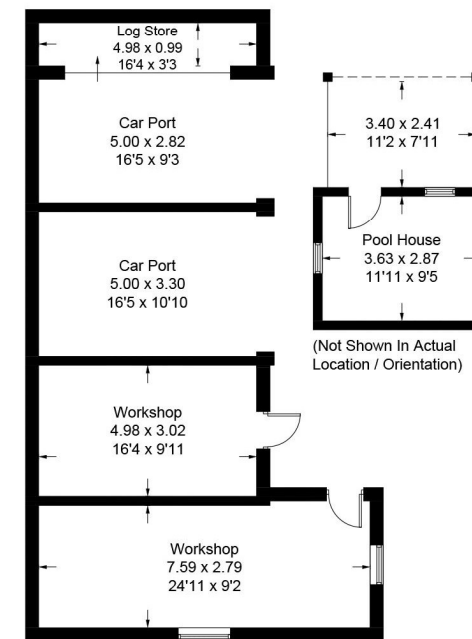 Log Store
4.98 x 0.99
16'4 x 3'3
Car Port
5.00 x 2.82
16'5 x 9'3
3.40 x 2.41
11'2 x 7'11
Car Port
5.00 x 3.30
16'5 x 10'10
Pool House
3.63 x 2.87
11'11 x 9'5
(Not Shown In Actual
Location / Orientation)
Workshop
4.98 x 3.02
16'4 x 9'11
Workshop
7.59 x 2.79
24'11 x 9'2